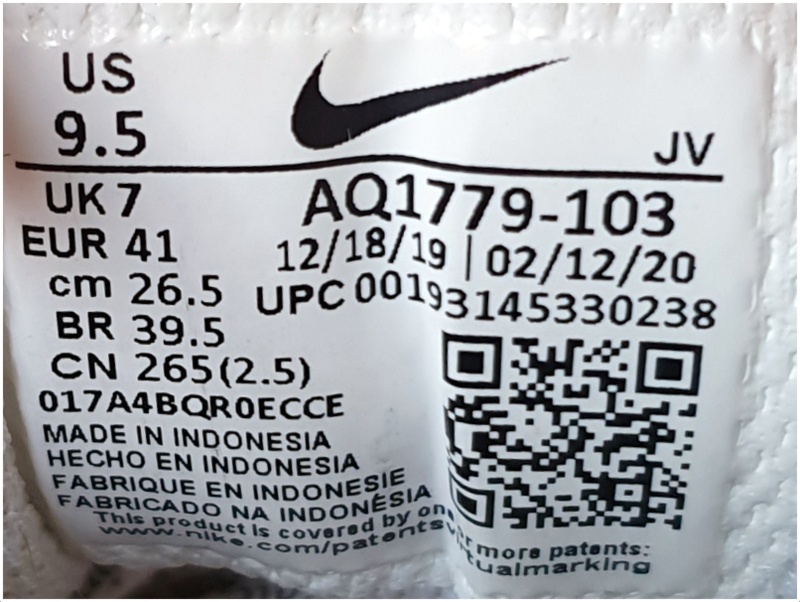 US
9.5
JV
UK 7
AQ1779-103
EUR 41
12/18/19 | 02/12/20
cm 26.5
UPC 00193145330238
BR 39.5
CN 265(2.5)
017A4BQR0ECCE
MADE IN INDONESIA
HECHO EN INDONESIA
FABRIQUE EN INDONESIE
FABRICADO NA INDONÉSIA
This product is covered by one or more patents:
www.nike.com/patents